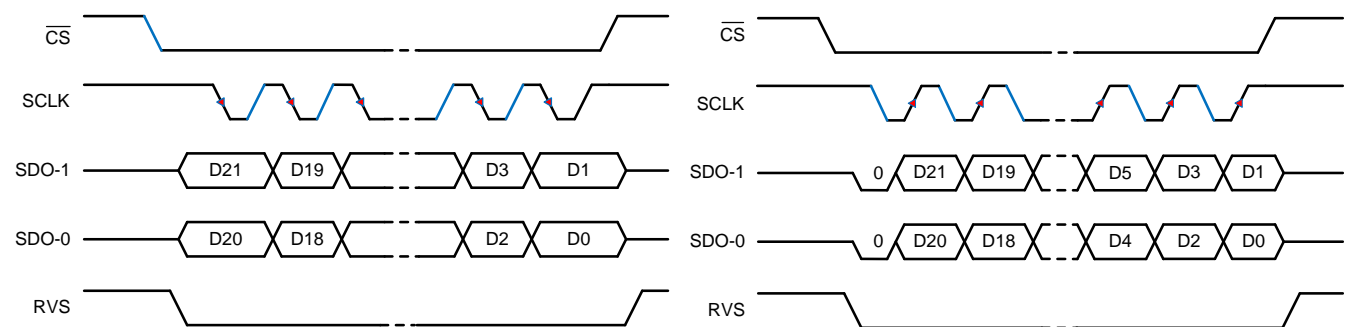 CS
SCLK
SDO-1 D21 D19 D3 D1
SDO-0 D20 D18 D2 D0
RVS
CS
SCLK
SDO-1 0 D21 D19 D5 D3 D1
SDO-0 0 D20 D18 D4 D2 D0
RVS